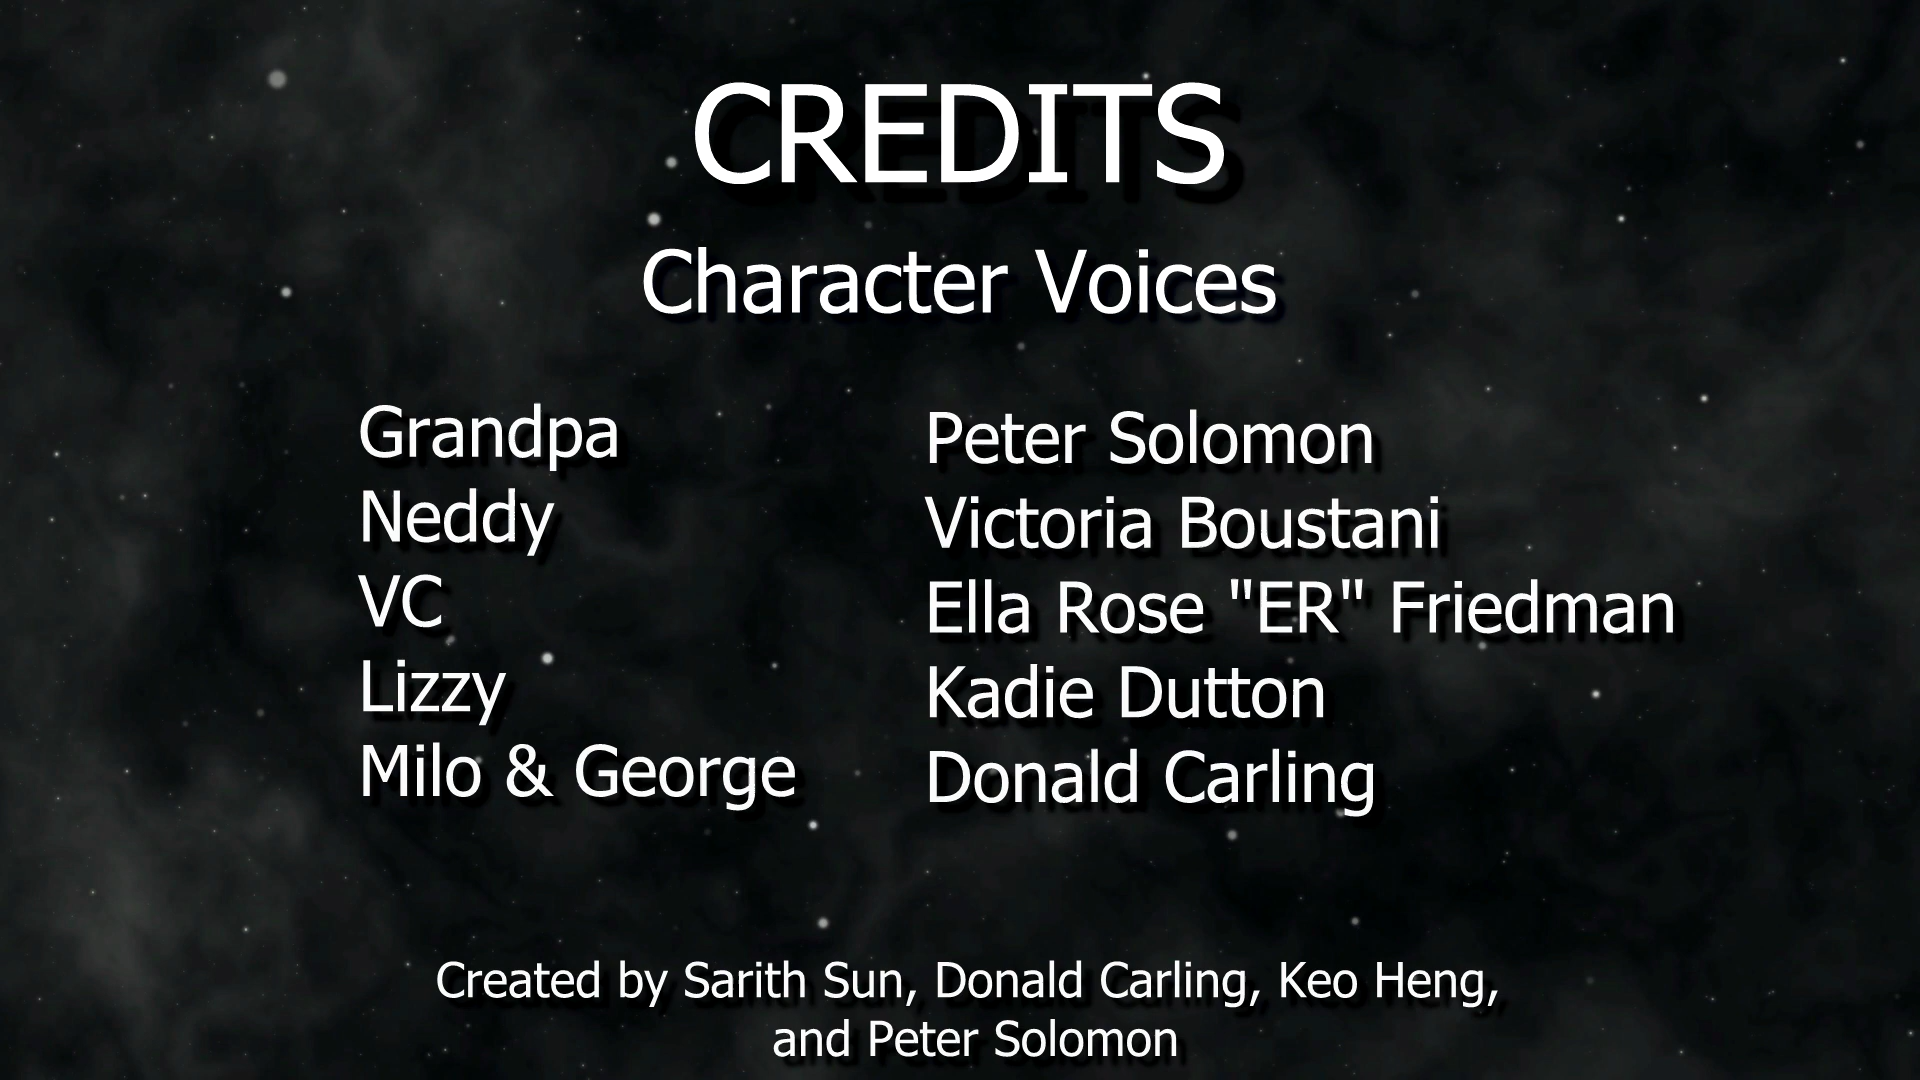 CREDITS
Character Voices
Grandpa Peter Solomon
Neddy Victoria Boustani
VC Ella Rose "ER" Friedman
Lizzy Kadie Dutton
Milo & George Donald Carling
Created by Sarith Sun, Donald Carling, Keo Heng,
and Peter Solomon